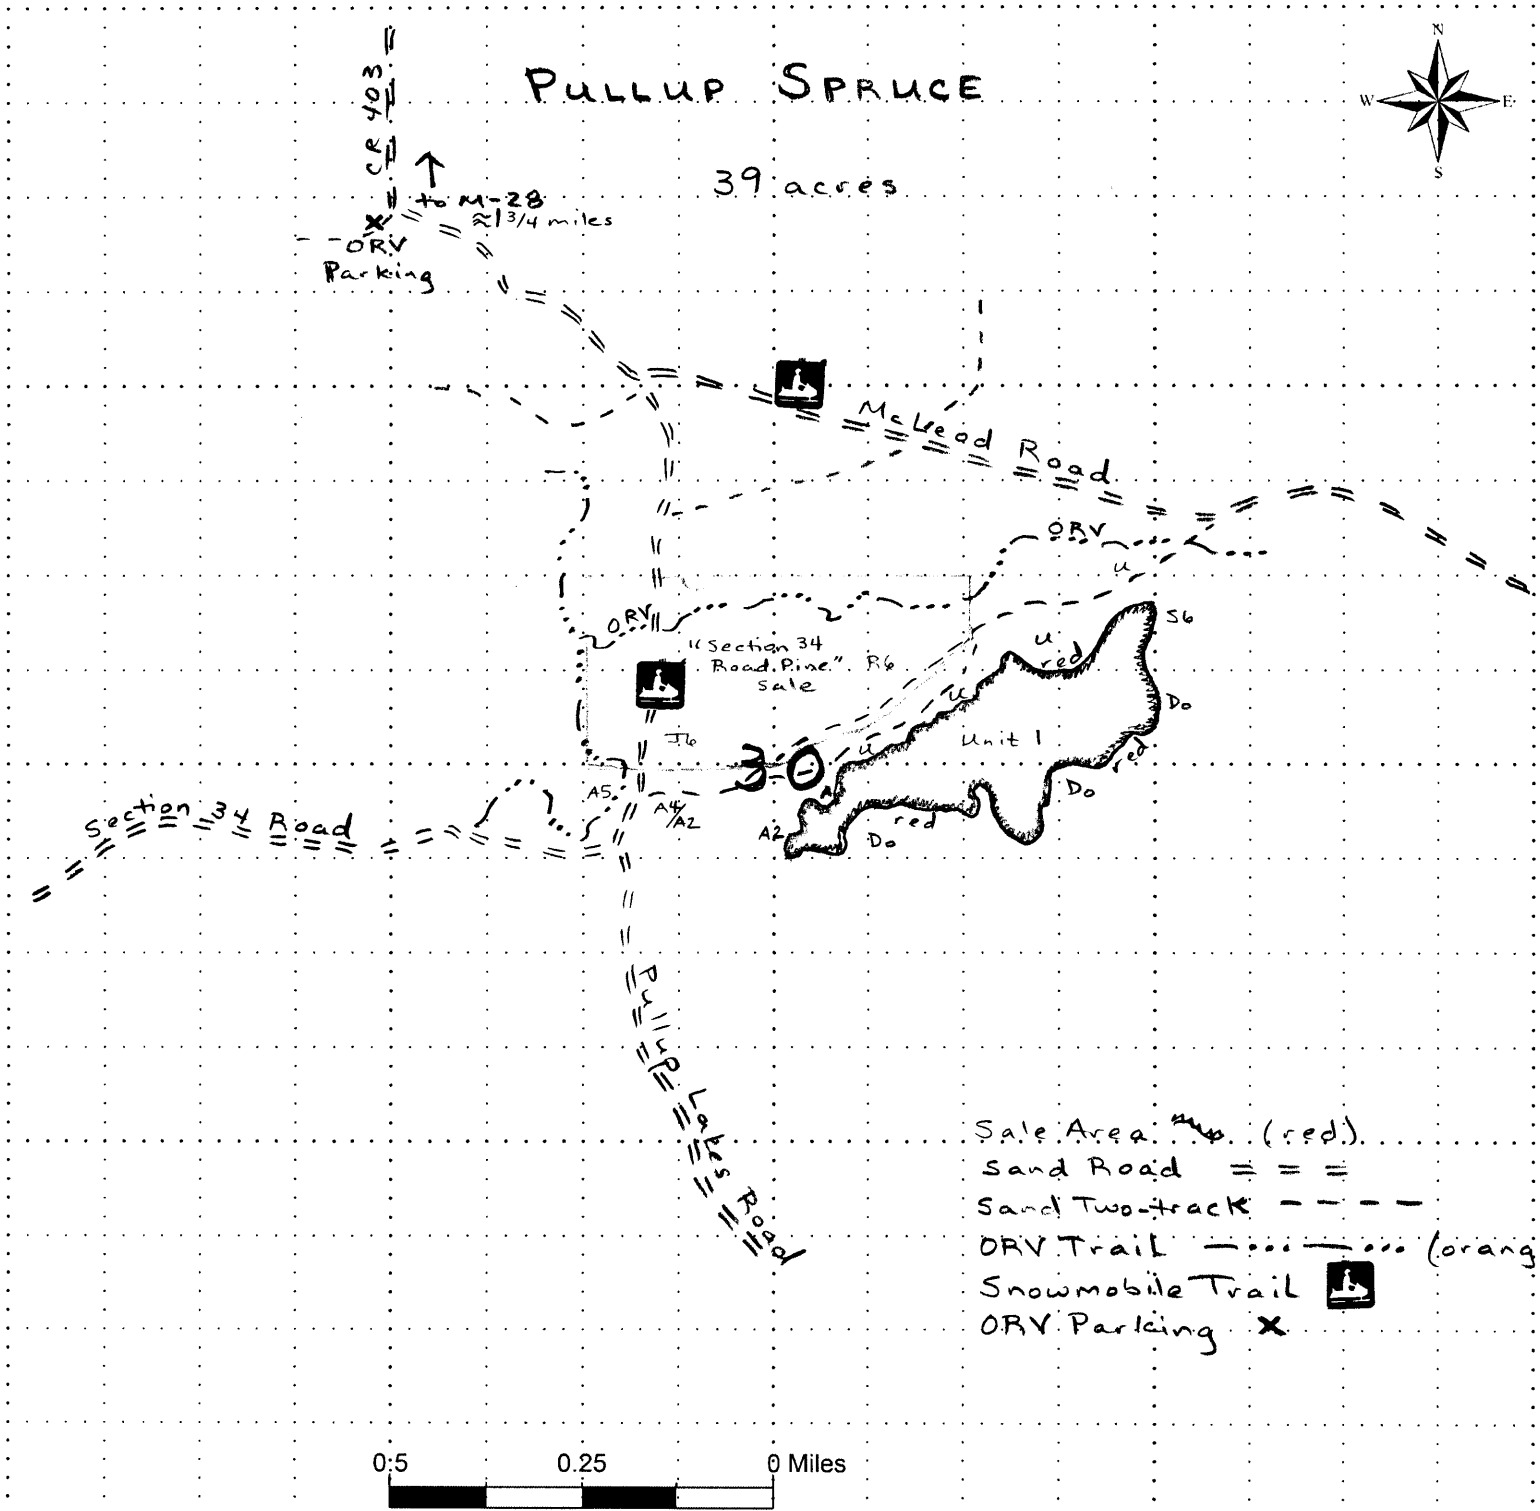 N
PULLUP SPRUCE
W E
S
CR 403
39 acres
to M-28
≈1 3/4 miles
ORV
Parking
McLeod Road
ORV
u
ORV
S6
"Section 34
Road Pine" R6
Sale
u
red
u
Do
J6
Unit 1
u
30
red
A5
A4/A2
Do
Section 34 Road
red
A2
Do
Pullup Lakes Road
Sale Area (red)
Sand Road = = =
Sand Two-track - - - -
ORV Trail — ... — ... (orang
Snowmobile Trail
ORV Parking X
0.5 0.25 0 Miles